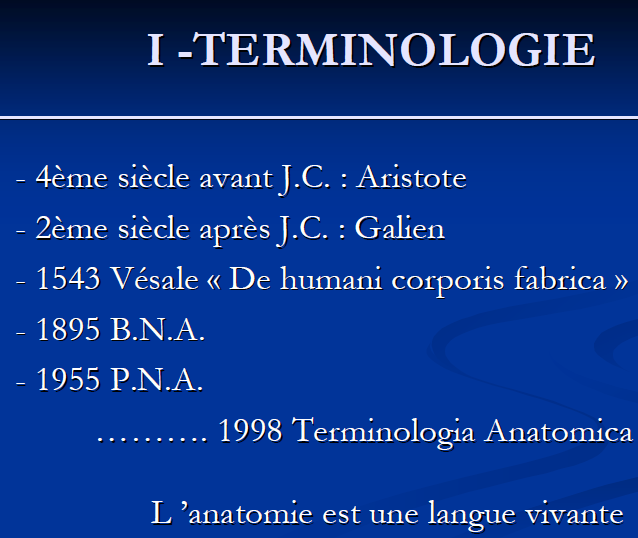 I -TERMINOLOGIE
- 4ème siècle avant J.C. : Aristote
- 2ème siècle après J.C. : Galien
- 1543 Vésale « De humani corporis fabrica »
- 1895 B.N.A.
- 1955 P.N.A.
………. 1998 Terminologia Anatomica
L ’anatomie est une langue vivante